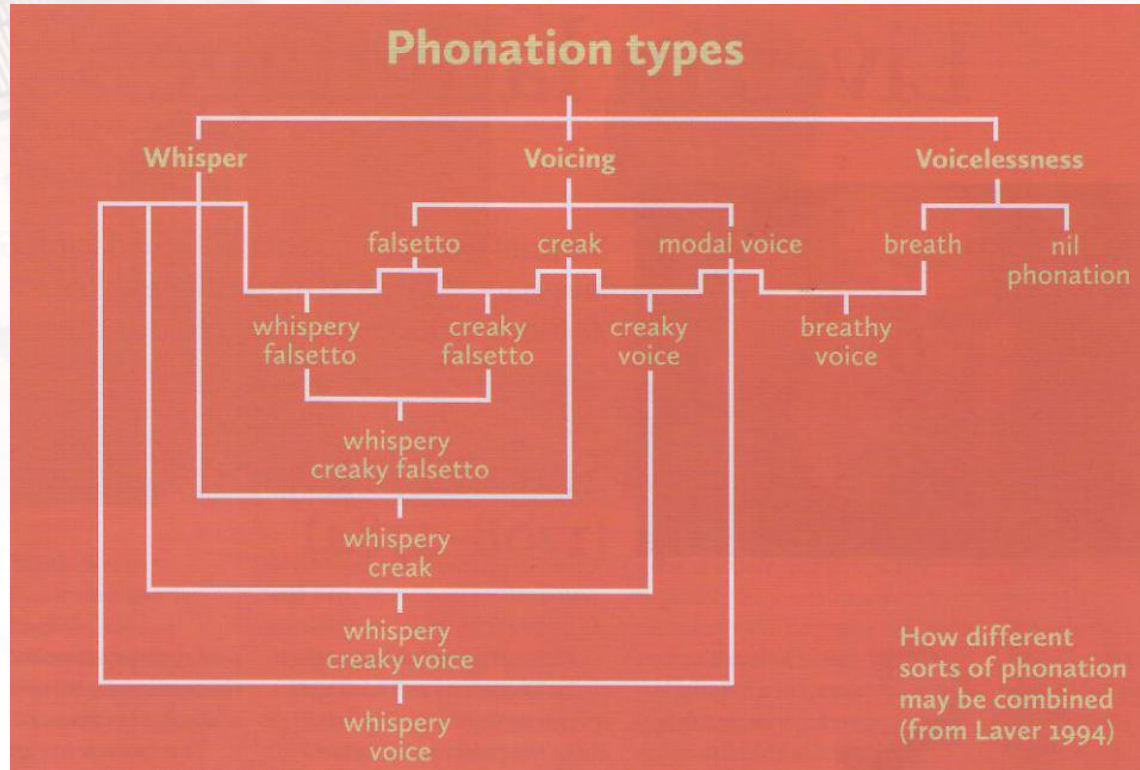 Phonation types
Whisper
Voicing
Voicelessness
falsetto
creak
modal voice
breath
nil
phonation
whispery
falsetto
creaky
falsetto
creaky
voice
breathy
voice
whispery
creaky falsetto
whispery
creak
whispery
creaky voice
whispery
voice
How different
sorts of phonation
may be combined
(from Laver 1994)